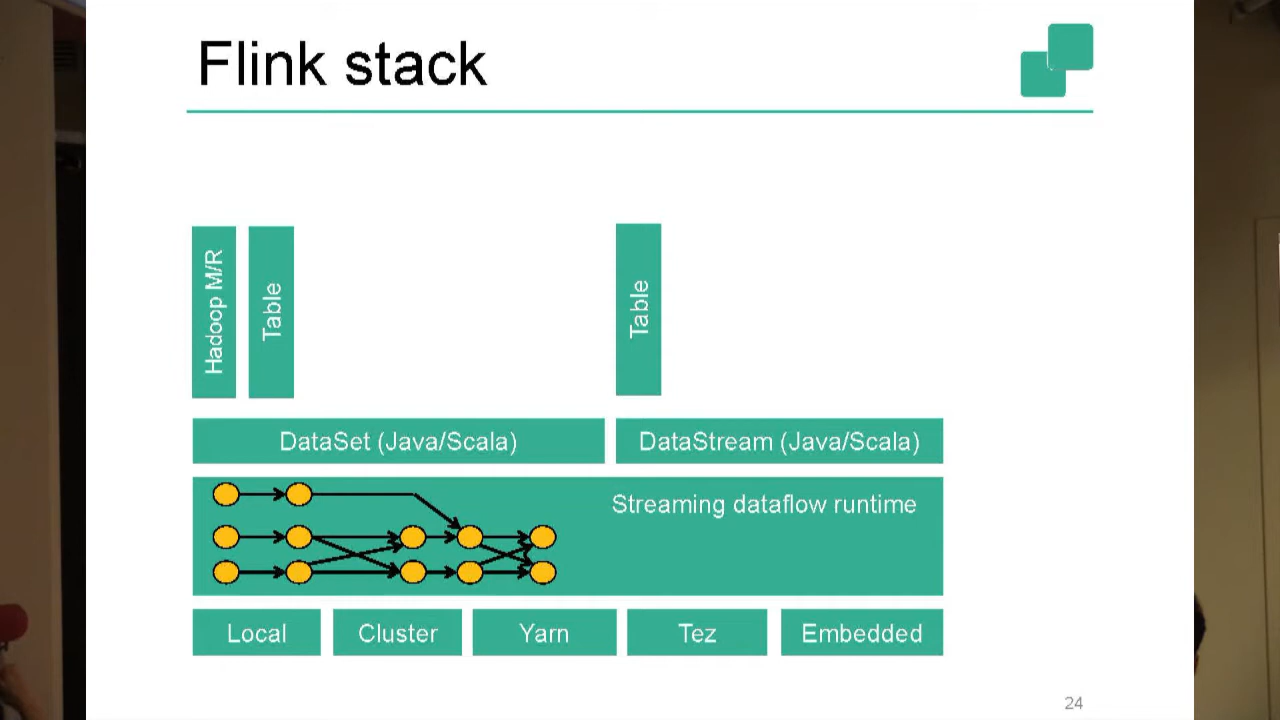 Flink stack
Hadoop M/R
Table
Table
DataSet (Java/Scala)
DataStream (Java/Scala)
Streaming dataflow runtime
Local
Cluster
Yarn
Tez
Embedded
24